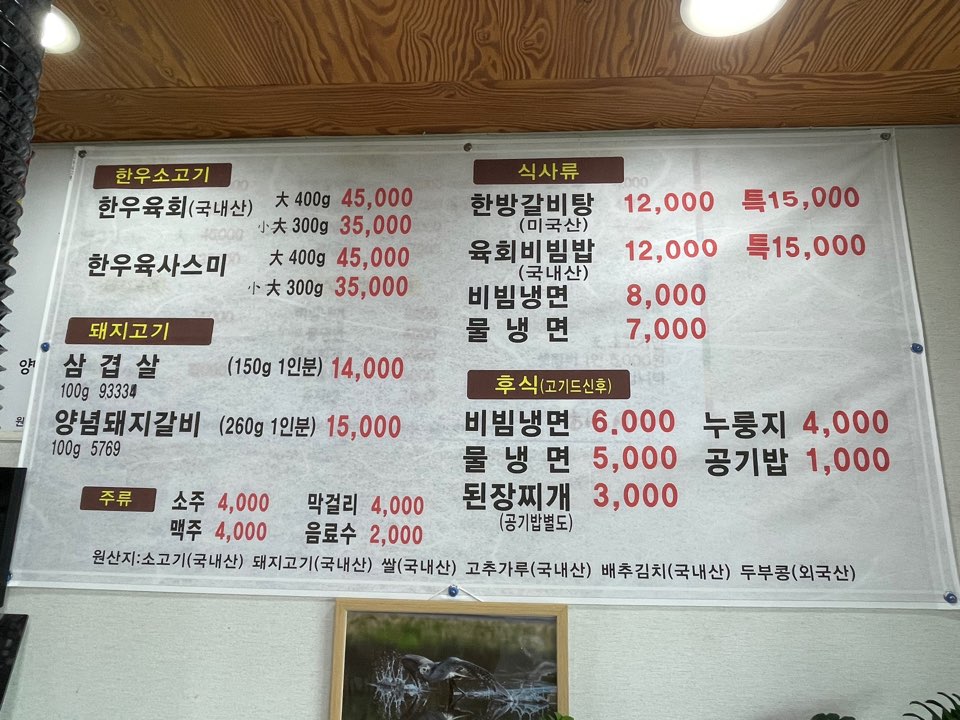 한우소고기
한우육회(국내산) 大 400g 45,000
小 大 300g 35,000
한우육사스미 大 400g 45,000
小 大 300g 35,000
돼지고기
삼 겹 살 (150g 1인분) 14,000
100g 93334
양념돼지갈비 (260g 1인분) 15,000
100g 5769
주류 소주 4,000 막걸리 4,000
맥주 4,000 음료수 2,000
식사류
한방갈비탕 12,000 특15,000
(미국산)
육회비빔밥 12,000 특15,000
(국내산)
비빔냉면 8,000
물 냉 면 7,000
후식(고기드신후)
비빔냉면 6.000 누룽지 4,000
물 냉 면 5,000 공기밥 1,000
된장찌개 3,000
(공기밥별도)
원산지:소고기(국내산) 돼지고기(국내산) 쌀(국내산) 고추가루(국내산) 배추김치(국내산) 두부콩(외국산)